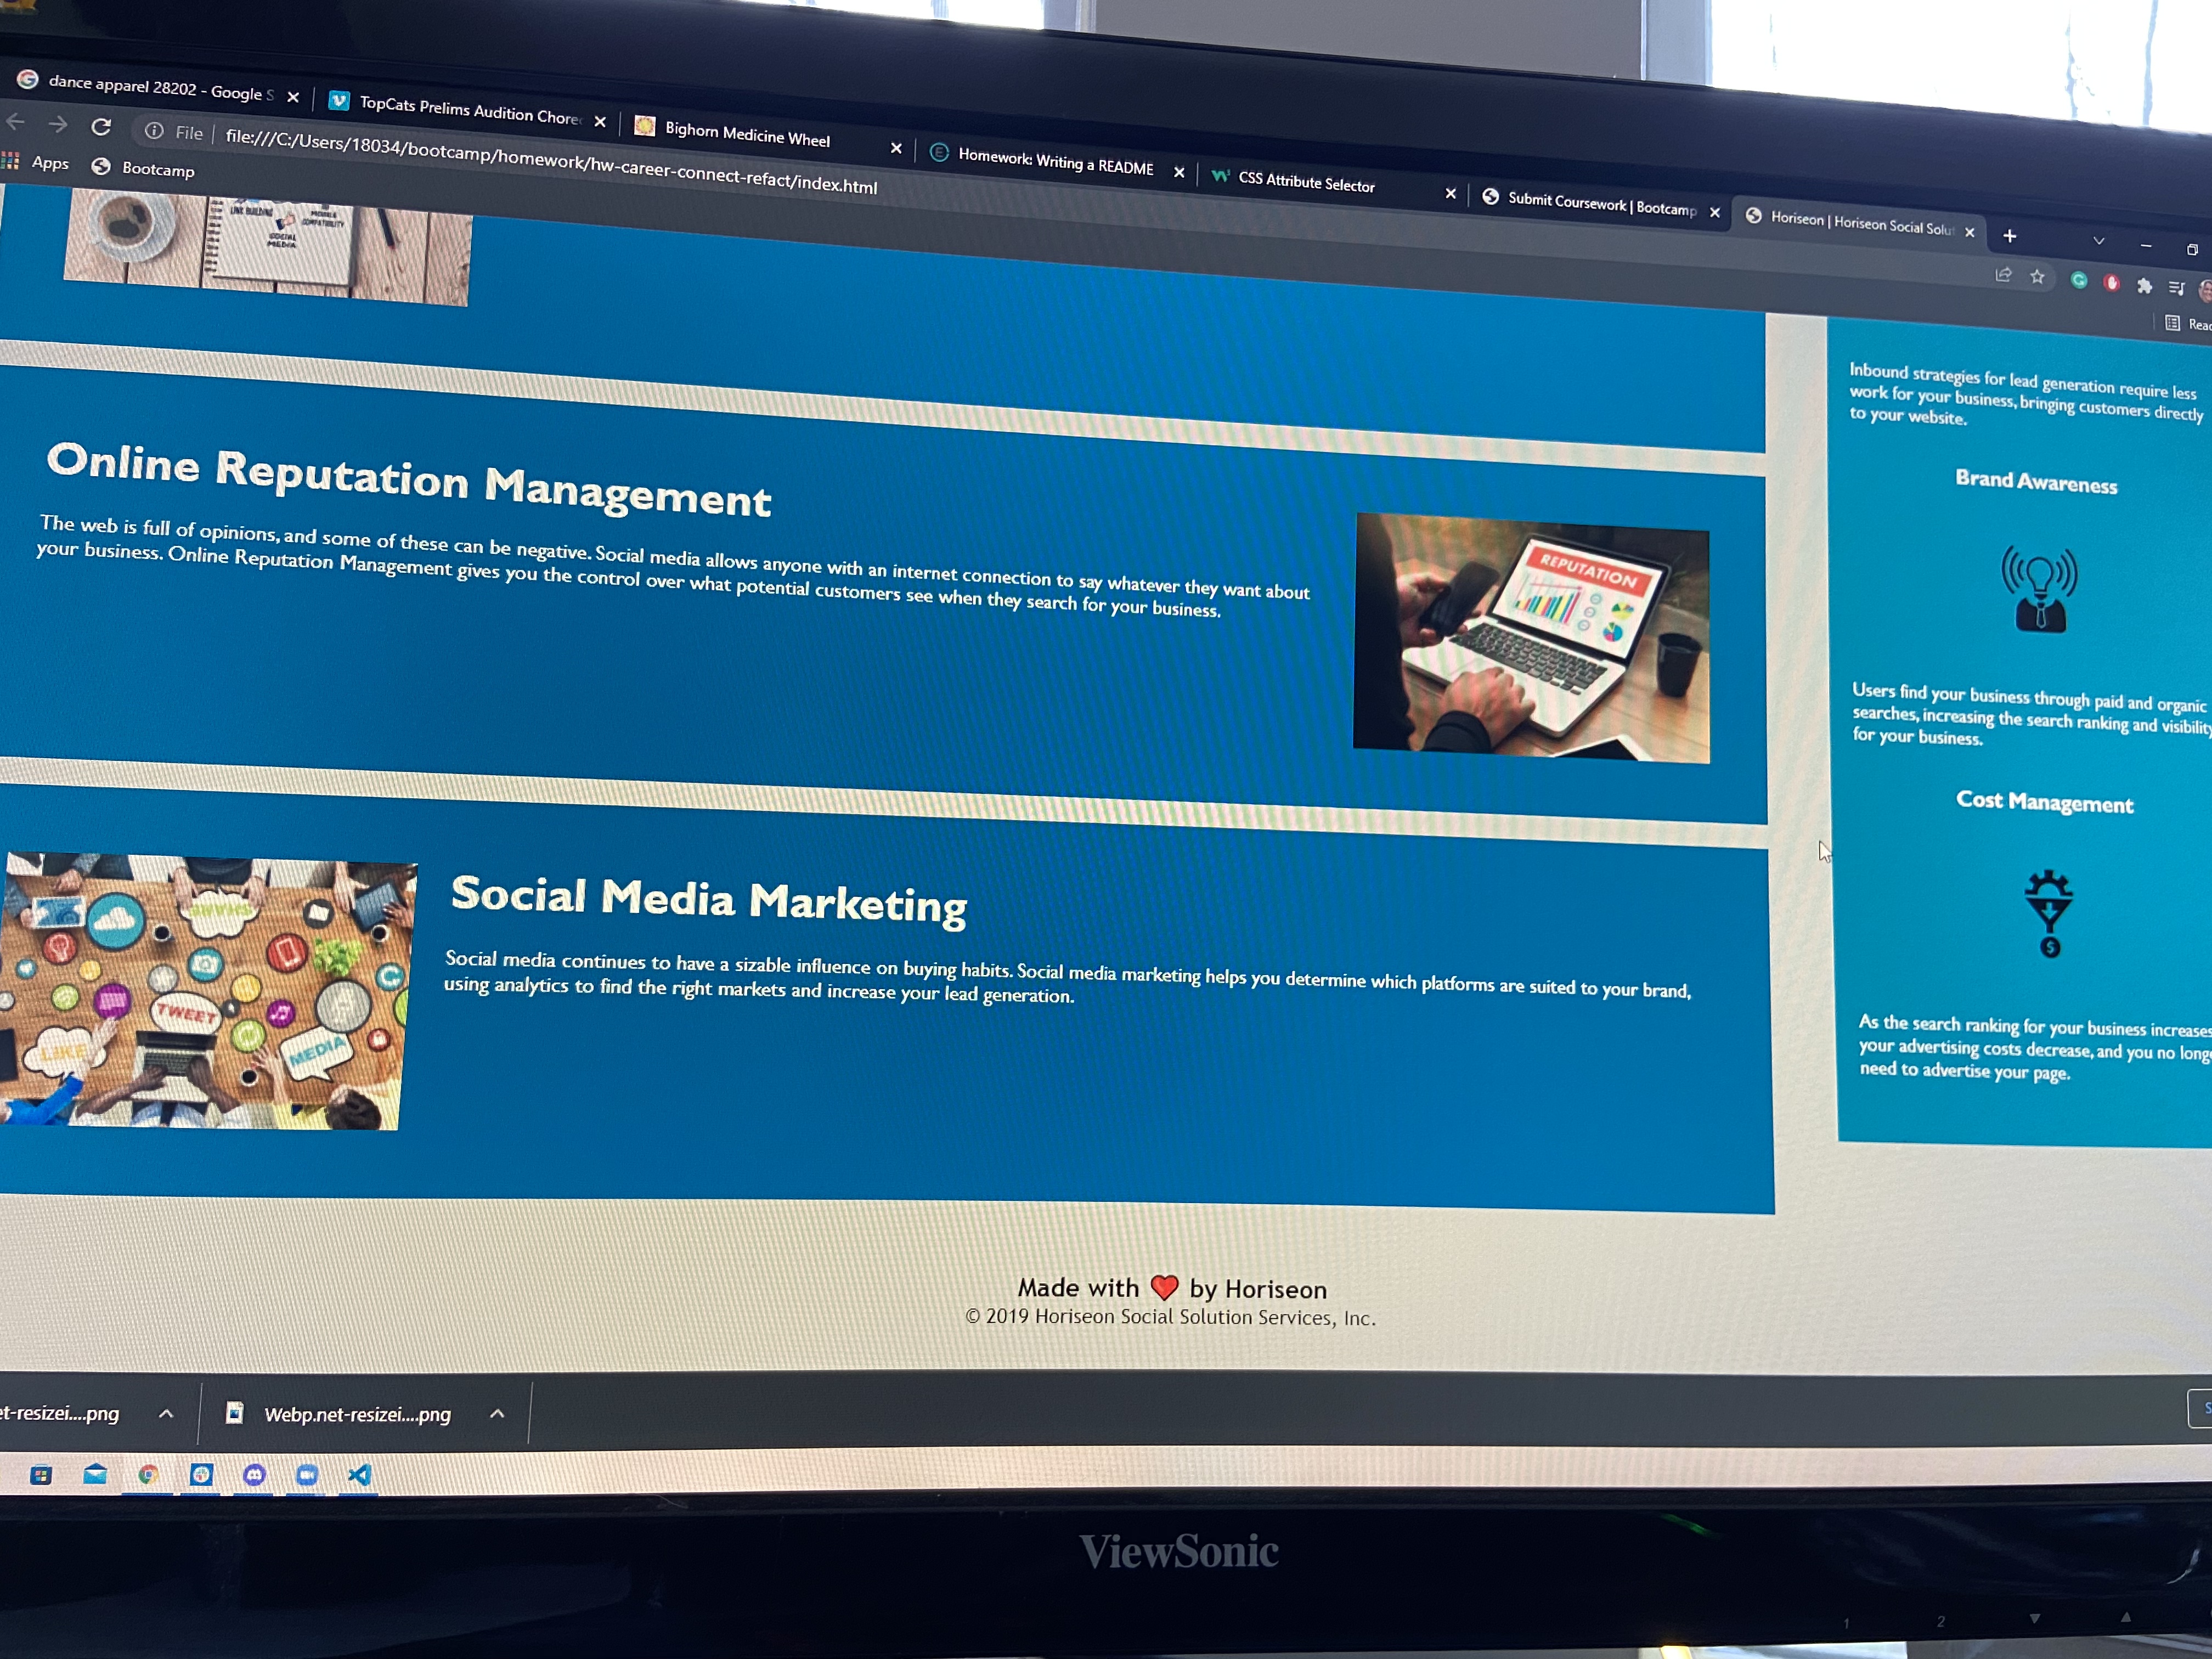 dance apparel 28202 - Google S
TopCats Prelims Audition Chore
Bighorn Medicine Wheel
Homework: Writing a README
CSS Attribute Selector
Submit Coursework | Bootcamp
Horiseon | Horiseon Social Solu
File
file:///C:/Users/18034/bootcamp/homework/hw-career-connect-refact/index.html
Apps
Bootcamp
LINK BUILDING
MOBILE
COMPATIBILITY
SOCIAL
MEDIA
Online Reputation Management
The web is full of opinions, and some of these can be negative. Social media allows anyone with an internet connection to say whatever they want about
your business. Online Reputation Management gives you the control over what potential customers see when they search for your business.
REPUTATION
TWEET
LIKE
MEDIA
Social Media Marketing
Social media continues to have a sizable influence on buying habits. Social media marketing helps you determine which platforms are suited to your brand,
using analytics to find the right markets and increase your lead generation.
Inbound strategies for lead generation require less
work for your business, bringing customers directly
to your website.
Brand Awareness
Users find your business through paid and organic
searches, increasing the search ranking and visibility
for your business.
Cost Management
$
As the search ranking for your business increases
your advertising costs decrease, and you no long
need to advertise your page.
Made with ❤ by Horiseon
© 2019 Horiseon Social Solution Services, Inc.
et-resizei....png
Webp.net-resizei....png
ViewSonic
1 2